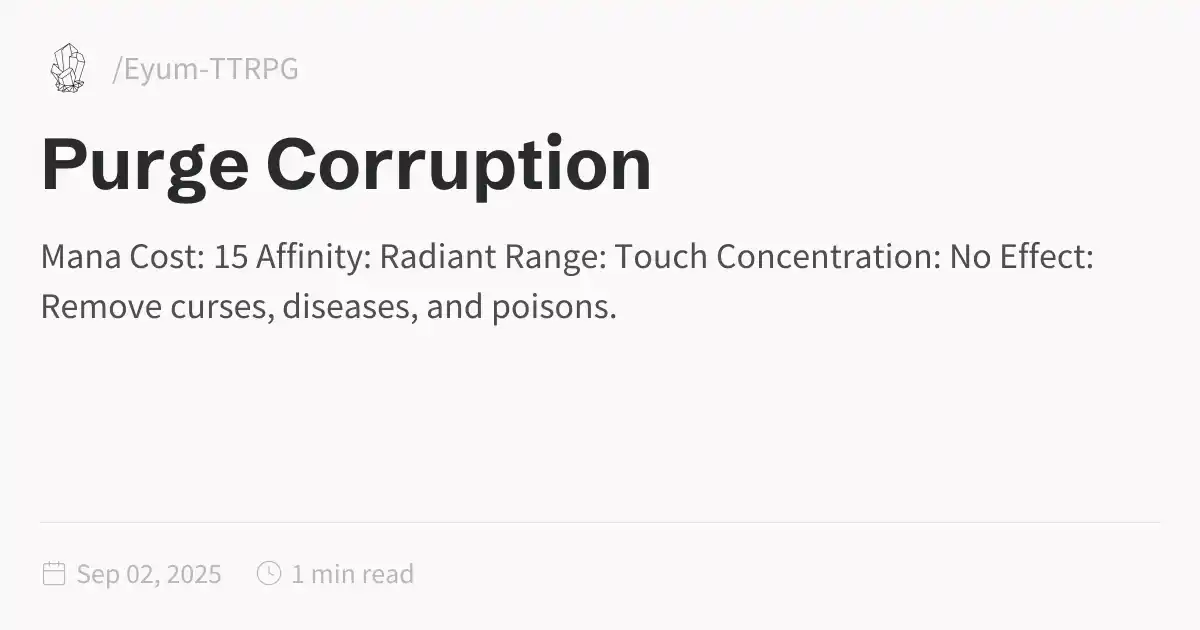 /Eyum-TTRPG
Purge Corruption
Mana Cost: 15 Affinity: Radiant Range: Touch Concentration: No Effect:
Remove curses, diseases, and poisons.
Sep 02, 2025 1 min read